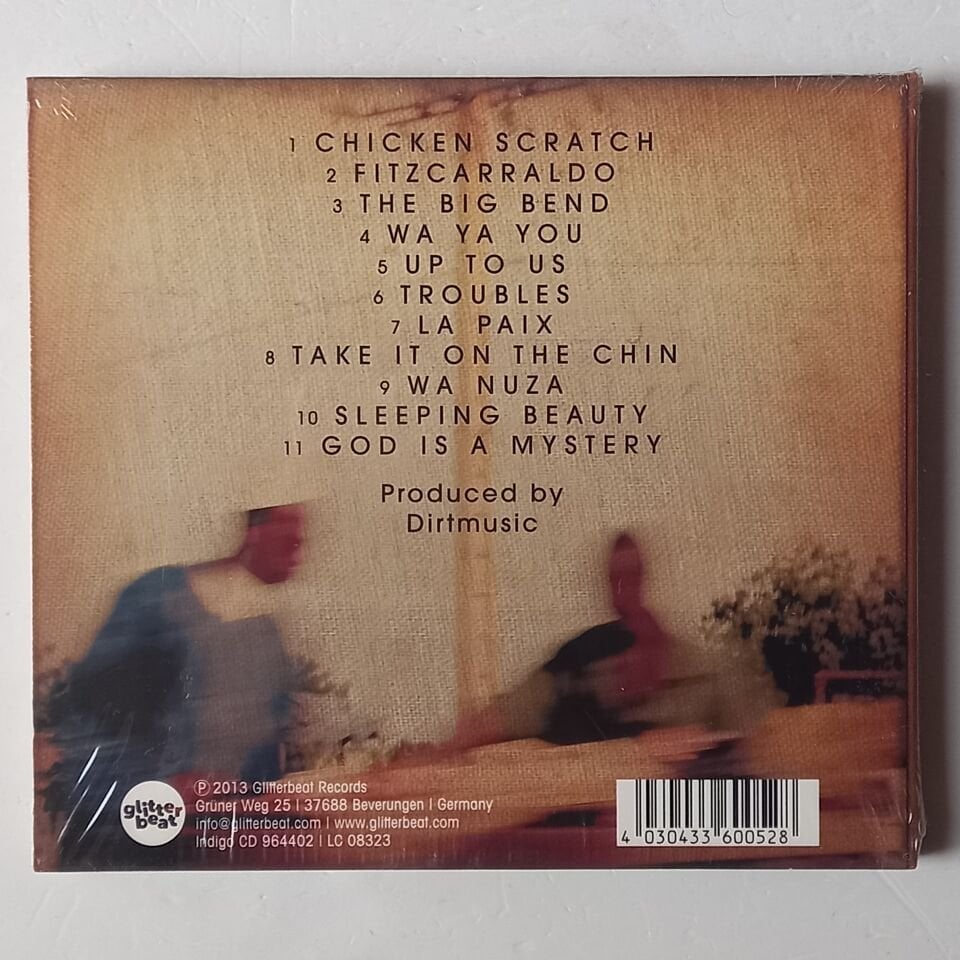 1 CHICKEN SCRATCH
2 FITZCARRALDO
3 THE BIG BEND
4 WA YA YOU
5 UP TO US
6 TROUBLES
7 LA PAIX
8 TAKE IT ON THE CHIN
9 WA NUZA
10 SLEEPING BEAUTY
11 GOD IS A MYSTERY
Produced by
Dirtmusic
glitter
beat
℗ 2013 Glitterbeat Records
Grüner Weg 25 | 37688 Beverungen | Germany
info@glitterbeat.com | www.glitterbeat.com
Indigo CD 964402 | LC 08323
4 030433 600528